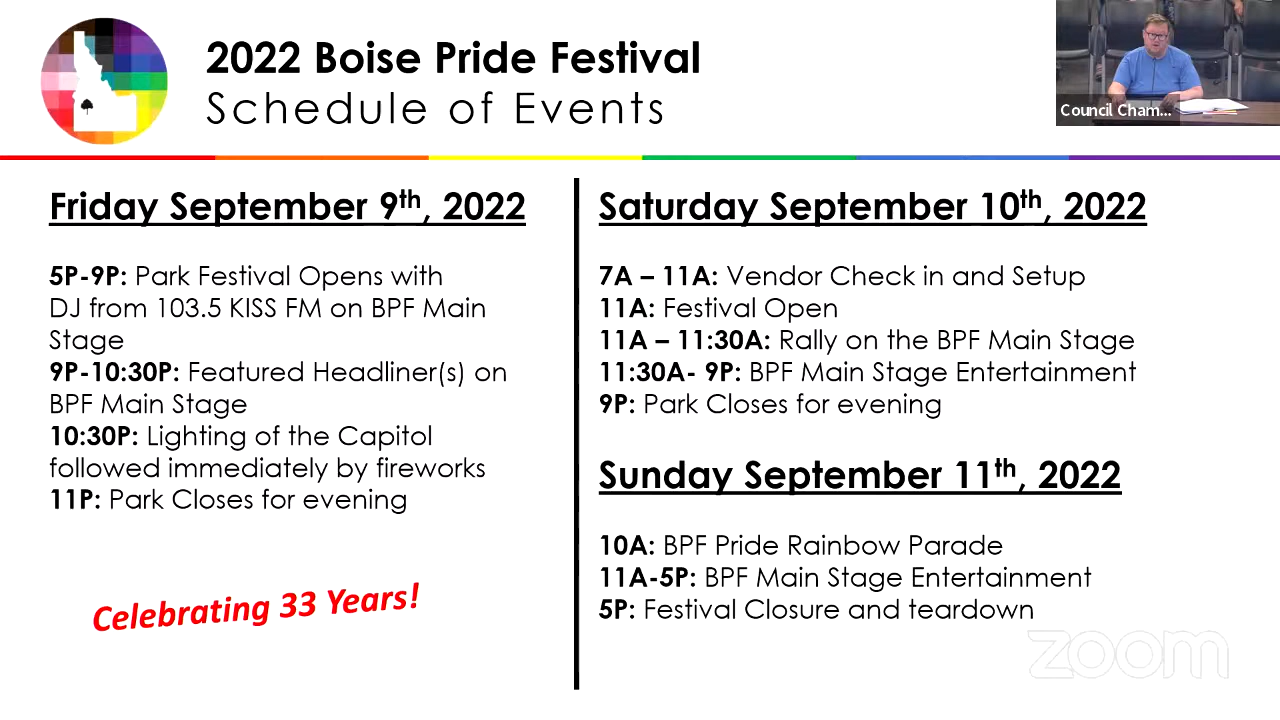 2022 Boise Pride Festival
Schedule of Events
Council Cham...
Friday September 9th, 2022
5P-9P: Park Festival Opens with
DJ from 103.5 KISS FM on BPF Main
Stage
9P-10:30P: Featured Headliner(s) on
BPF Main Stage
10:30P: Lighting of the Capitol
followed immediately by fireworks
11P: Park Closes for evening
Celebrating 33 Years!
Saturday September 10th, 2022
7A – 11A: Vendor Check in and Setup
11A: Festival Open
11A – 11:30A: Rally on the BPF Main Stage
11:30A- 9P: BPF Main Stage Entertainment
9P: Park Closes for evening
Sunday September 11th, 2022
10A: BPF Pride Rainbow Parade
11A-5P: BPF Main Stage Entertainment
5P: Festival Closure and teardown
zoom